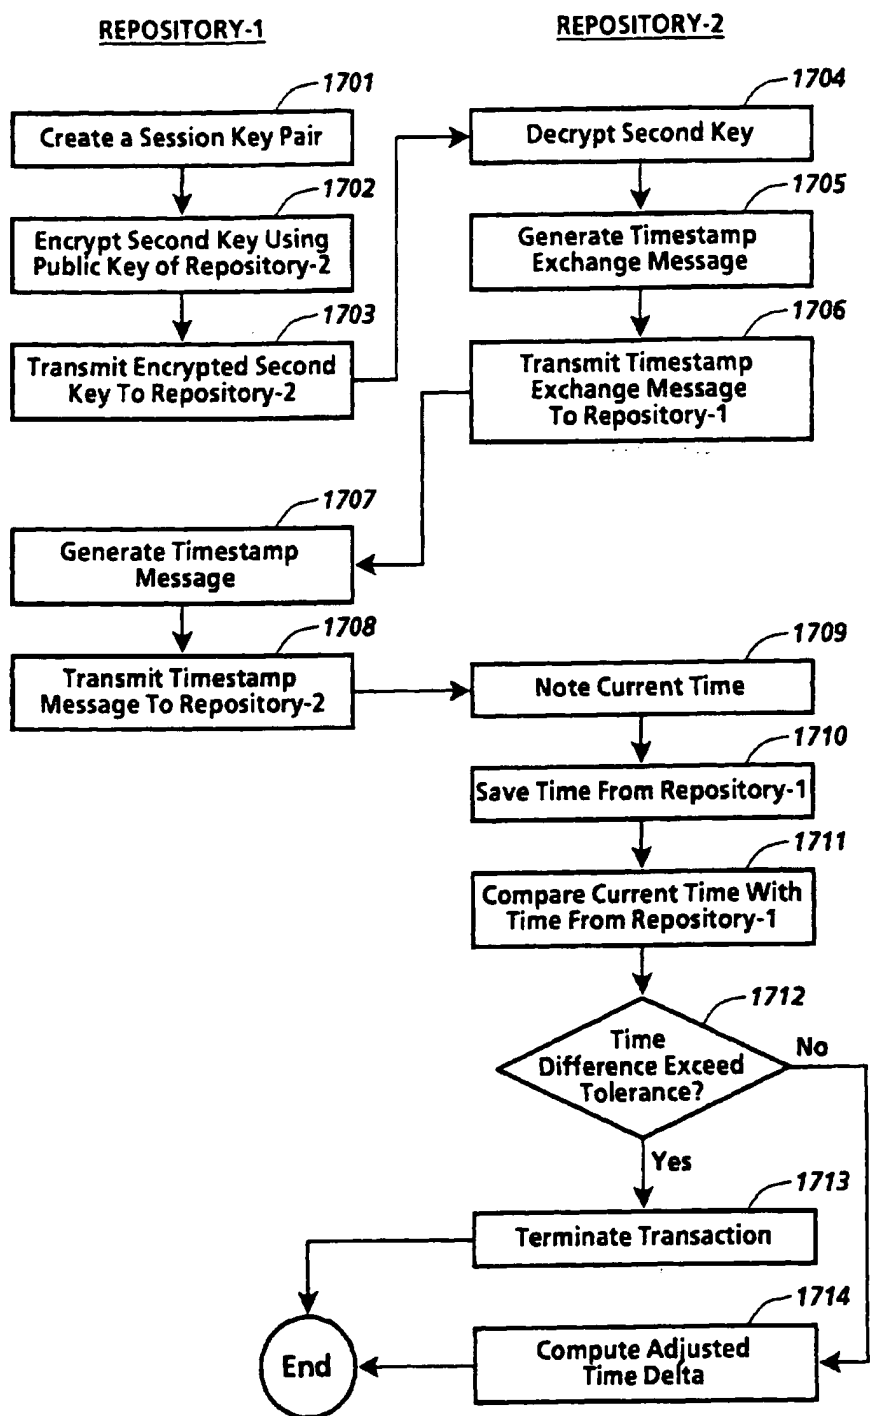 REPOSITORY-1
REPOSITORY-2
1701
Create a Session Key Pair
1702
Encrypt Second Key Using
Public Key of Repository-2
1703
Transmit Encrypted Second
Key To Repository-2
1704
Decrypt Second Key
1705
Generate Timestamp
Exchange Message
1706
Transmit Timestamp
Exchange Message
To Repository-1
1707
Generate Timestamp
Message
1708
Transmit Timestamp
Message To Repository-2
1709
Note Current Time
1710
Save Time From Repository-1
1711
Compare Current Time With
Time From Repository-1
1712
Time
Difference Exceed
Tolerance?
No
Yes
1713
Terminate Transaction
1714
Compute Adjusted
Time Delta
End